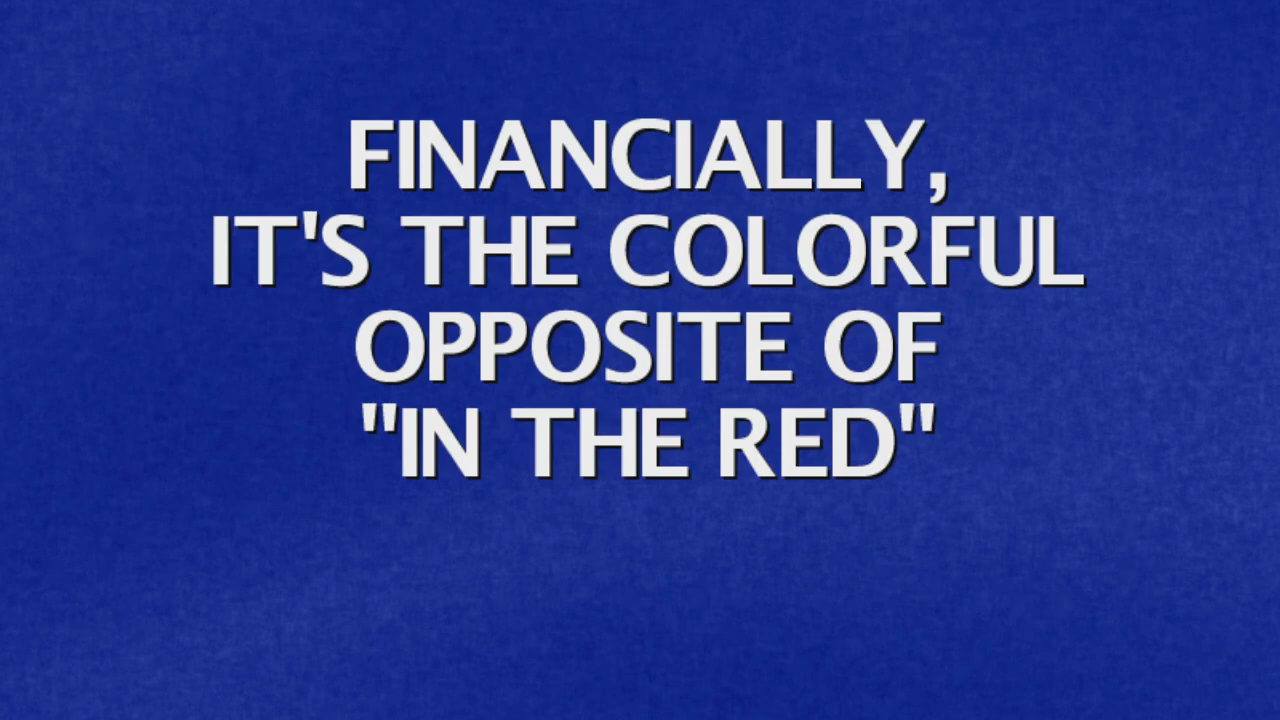 FINANCIALLY,
IT'S THE COLORFUL
OPPOSITE OF
"IN THE RED"